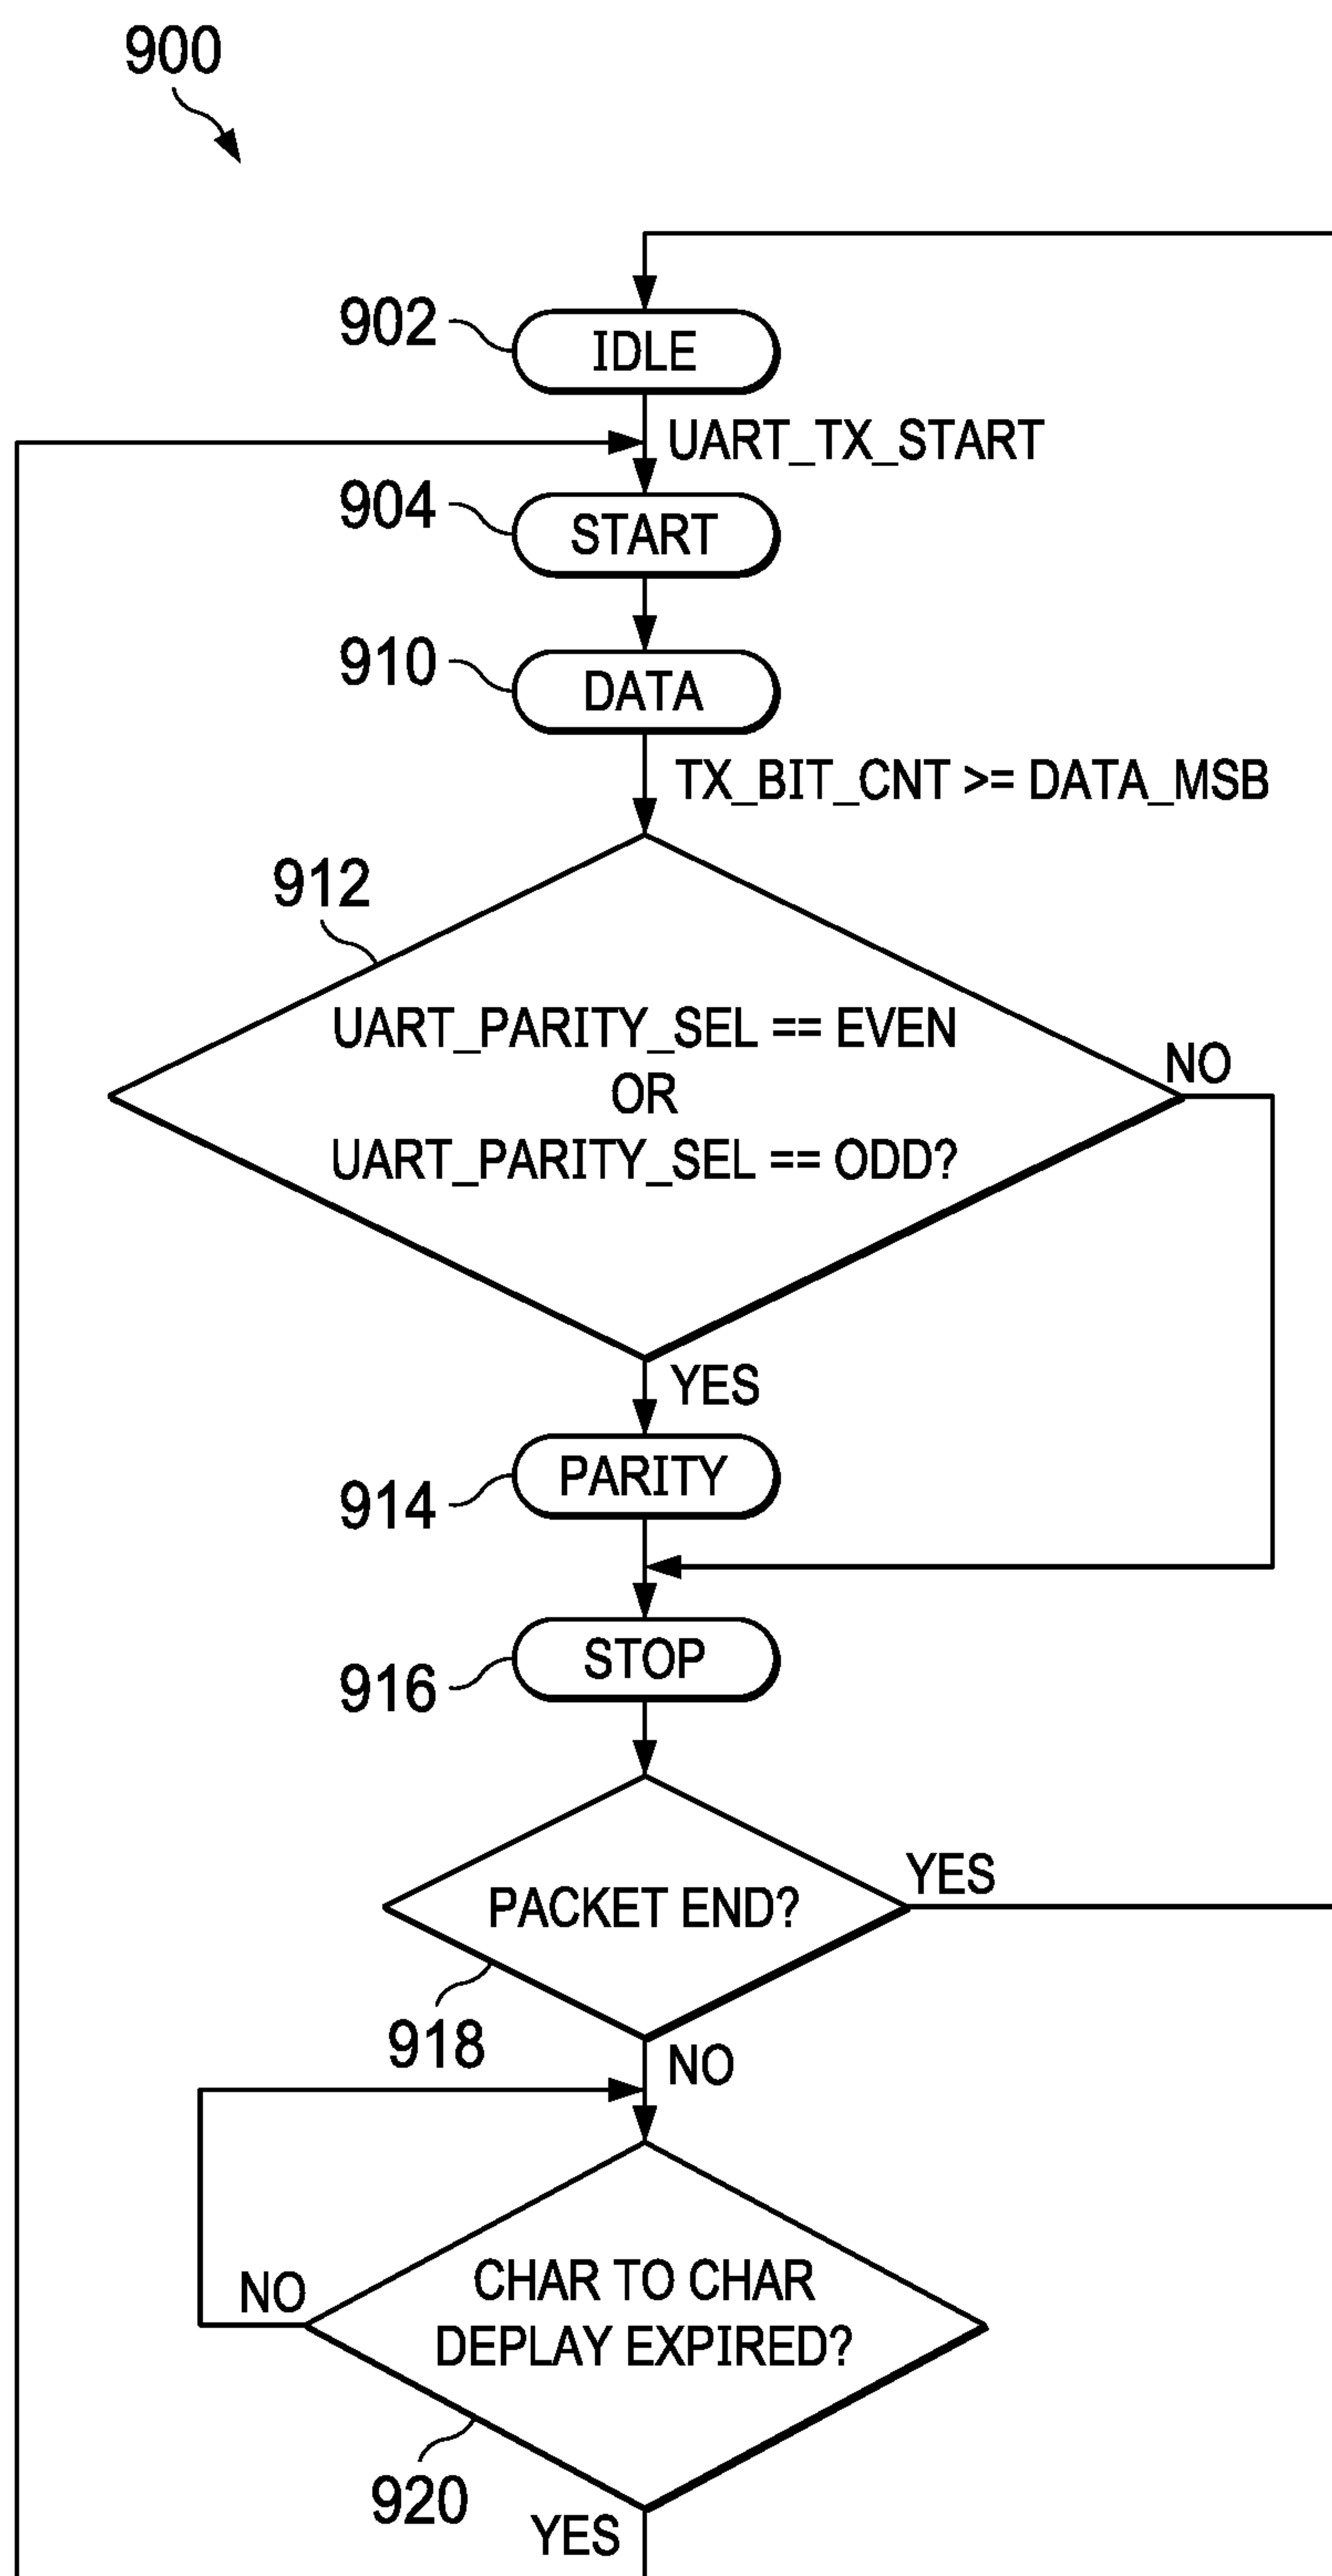 900
902
IDLE
UART_TX_START
904
START
910
DATA
TX_BIT_CNT >= DATA_MSB
912
UART_PARITY_SEL == EVEN
OR
UART_PARITY_SEL == ODD?
NO
YES
914
PARITY
916
STOP
PACKET END?
YES
918
NO
CHAR TO CHAR
DEPLAY EXPIRED?
NO
920
YES